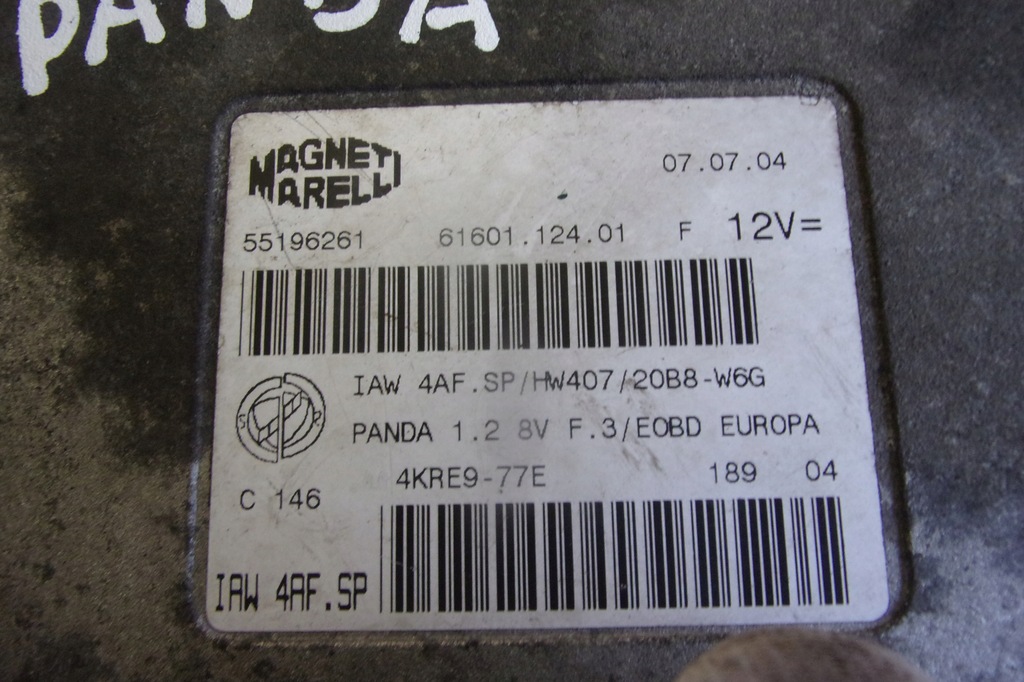 PANDA
MAGNETI MARELLI
07.07.04
55196261 61601.124.01 F 12V=
IAW 4AF.SP/HW407/20B8-W6G
PANDA 1.2 8V F.3/EOBD EUROPA
4KRE9-77E 189 04
C 146
IAW 4AF.SP